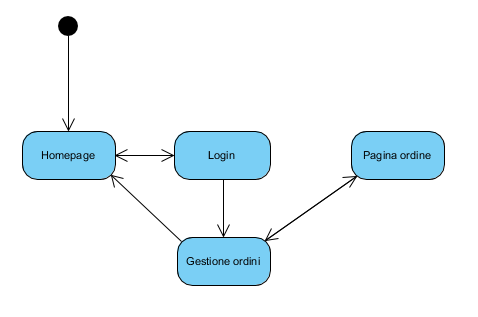 Homepage
Login
Pagina ordine
Gestione ordini